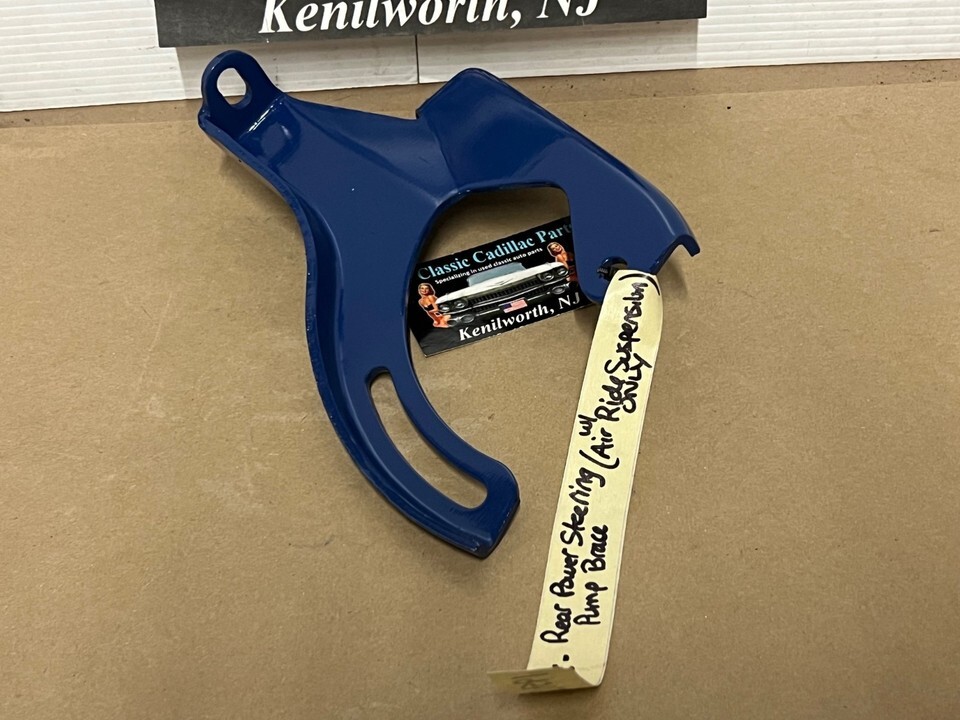 Kenilworth, NJ
Classic Cadillac Parts
Specializing in used classic auto parts
Kenilworth, NJ
Rear Power Steering (w/ Air Ride Suspension)
Pump Brace ONLY